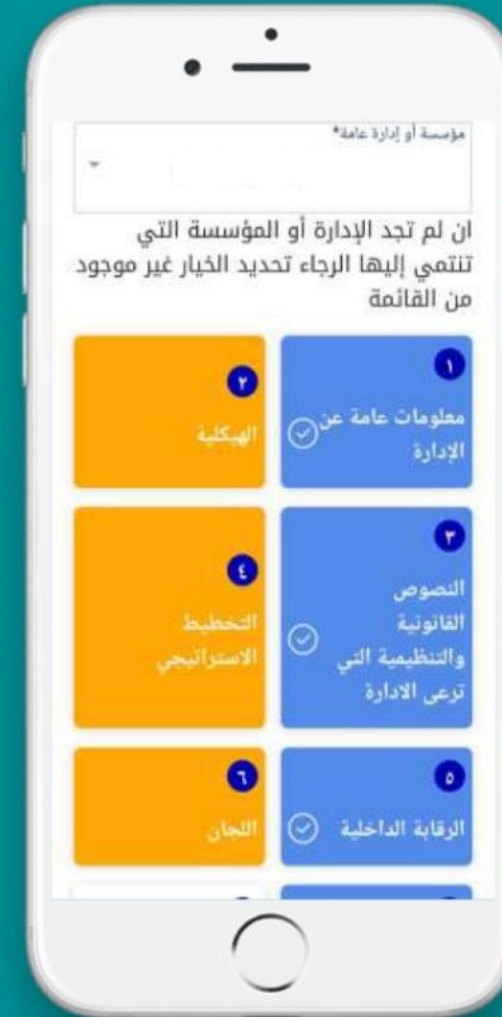 مؤسسة أو إدارة عامة*
ان لم تجد الإدارة أو المؤسسة التي
تنتمي إليها الرجاء تحديد الخيار غير موجود
من القائمة
١
معلومات عامة عن
الإدارة
٢
الهيكلية
٣
النصوص
القانونية
والتنظيمية التي
ترعى الادارة
٤
التخطيط
الاستراتيجي
٥
الرقابة الداخلية
٦
اللجان